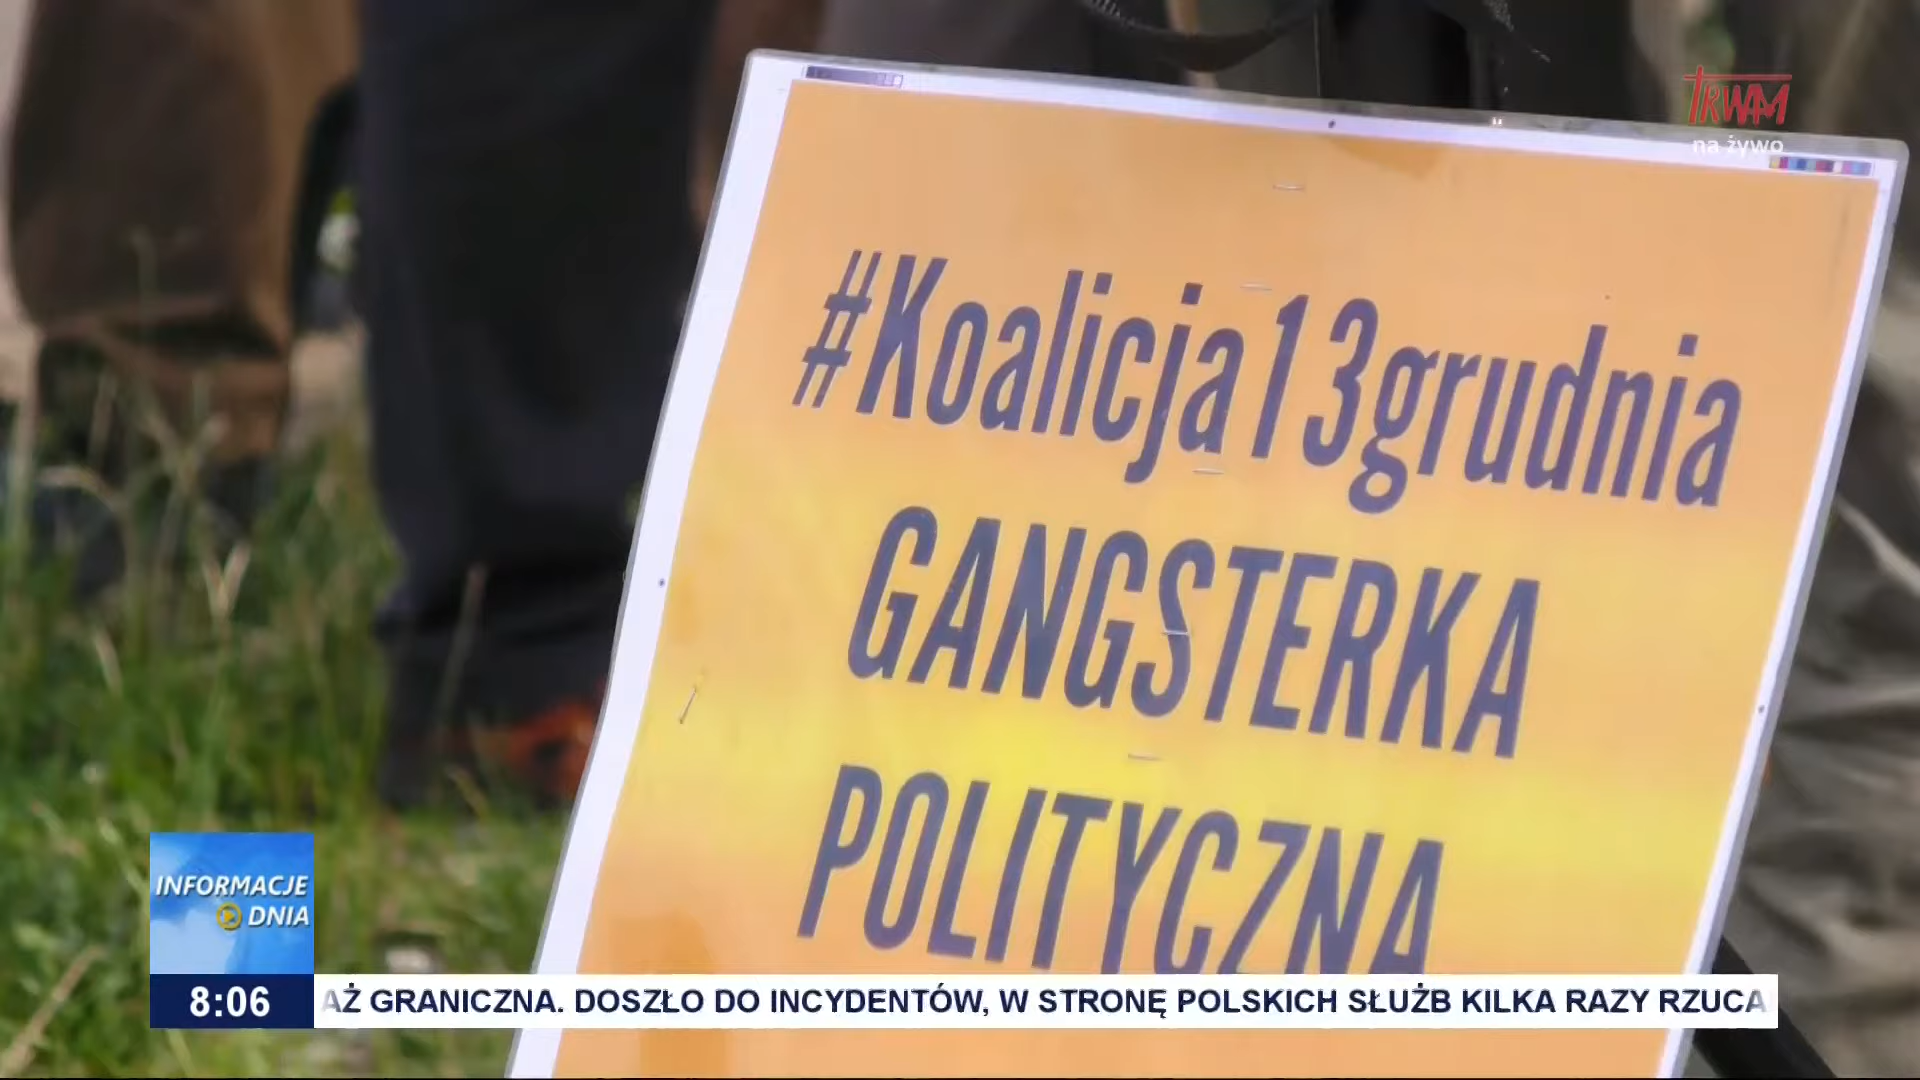 TRWAM
na żywo
#Koalicja13grudnia
GANGSTERKA
POLITYCZNA
INFORMACJE
DNIA
8:06
AŻ GRANICZNA. DOSZŁO DO INCYDENTÓW, W STRONĘ POLSKICH SŁUŻB KILKA RAZY RZUCA